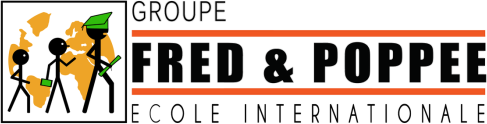 GROUPE
FRED & POPPEE
ECOLE INTERNATIONALE